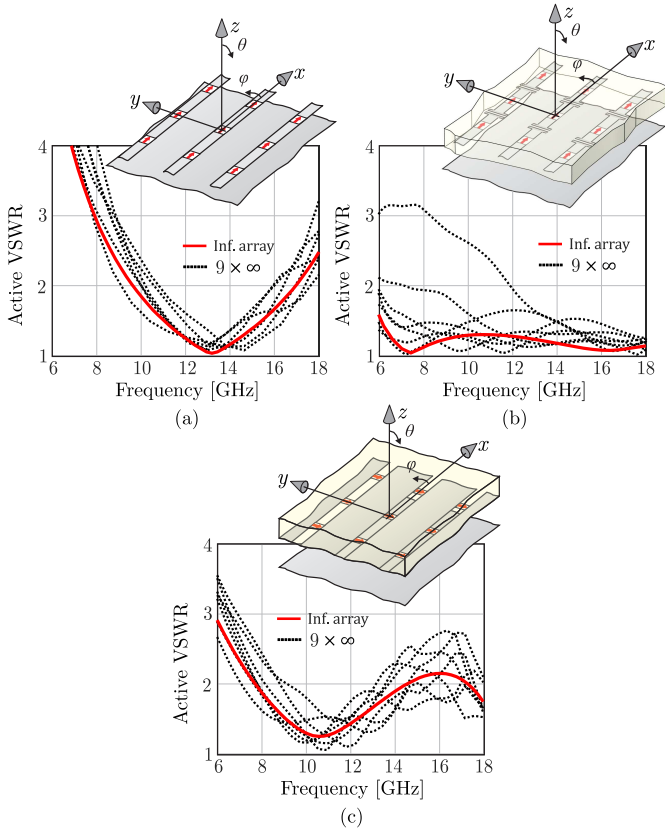 z
θ
x
φ
y
z
θ
x
φ
y
4
3
2
1
Active VSWR
Inf. array
9 × ∞
6 8 10 12 14 16 18
Frequency [GHz]
(a)
4
3
2
1
Active VSWR
Inf. array
9 × ∞
6 8 10 12 14 16 18
Frequency [GHz]
(b)
z
θ
x
φ
y
4
3
2
1
Active VSWR
Inf. array
9 × ∞
6 8 10 12 14 16 18
Frequency [GHz]
(c)